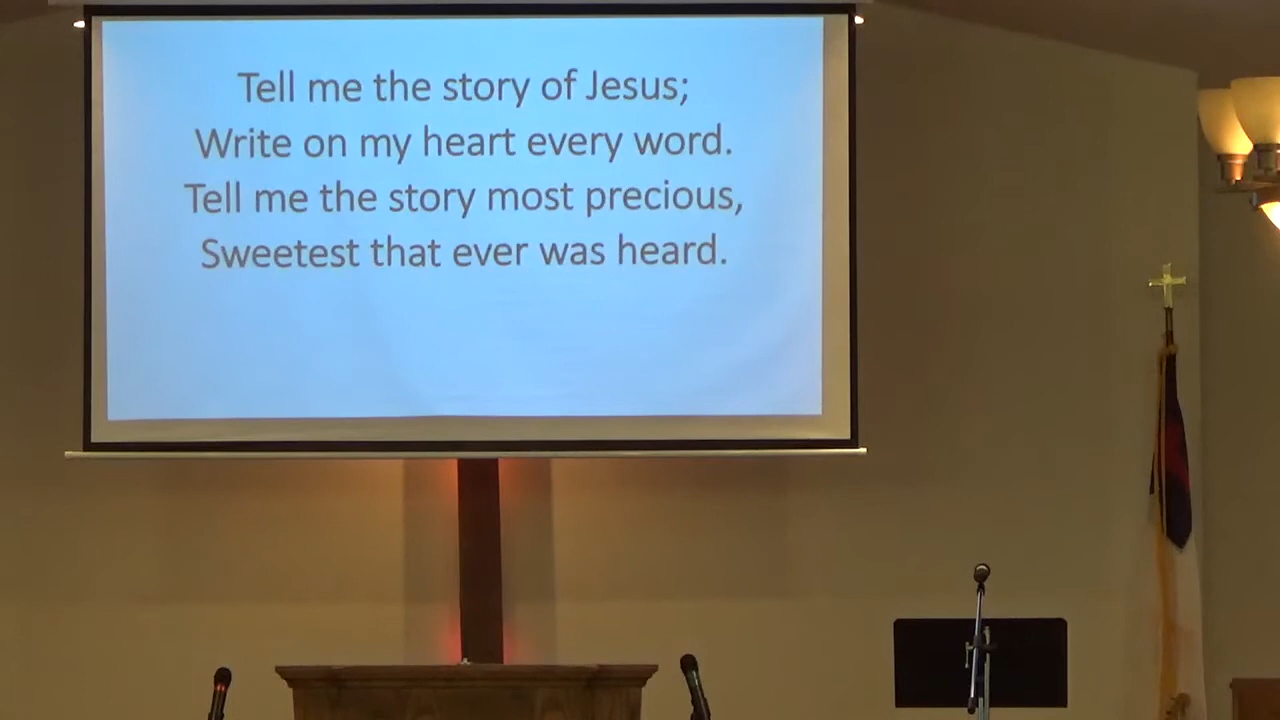 Tell me the story of Jesus;
Write on my heart every word.
Tell me the story most precious,
Sweetest that ever was heard.